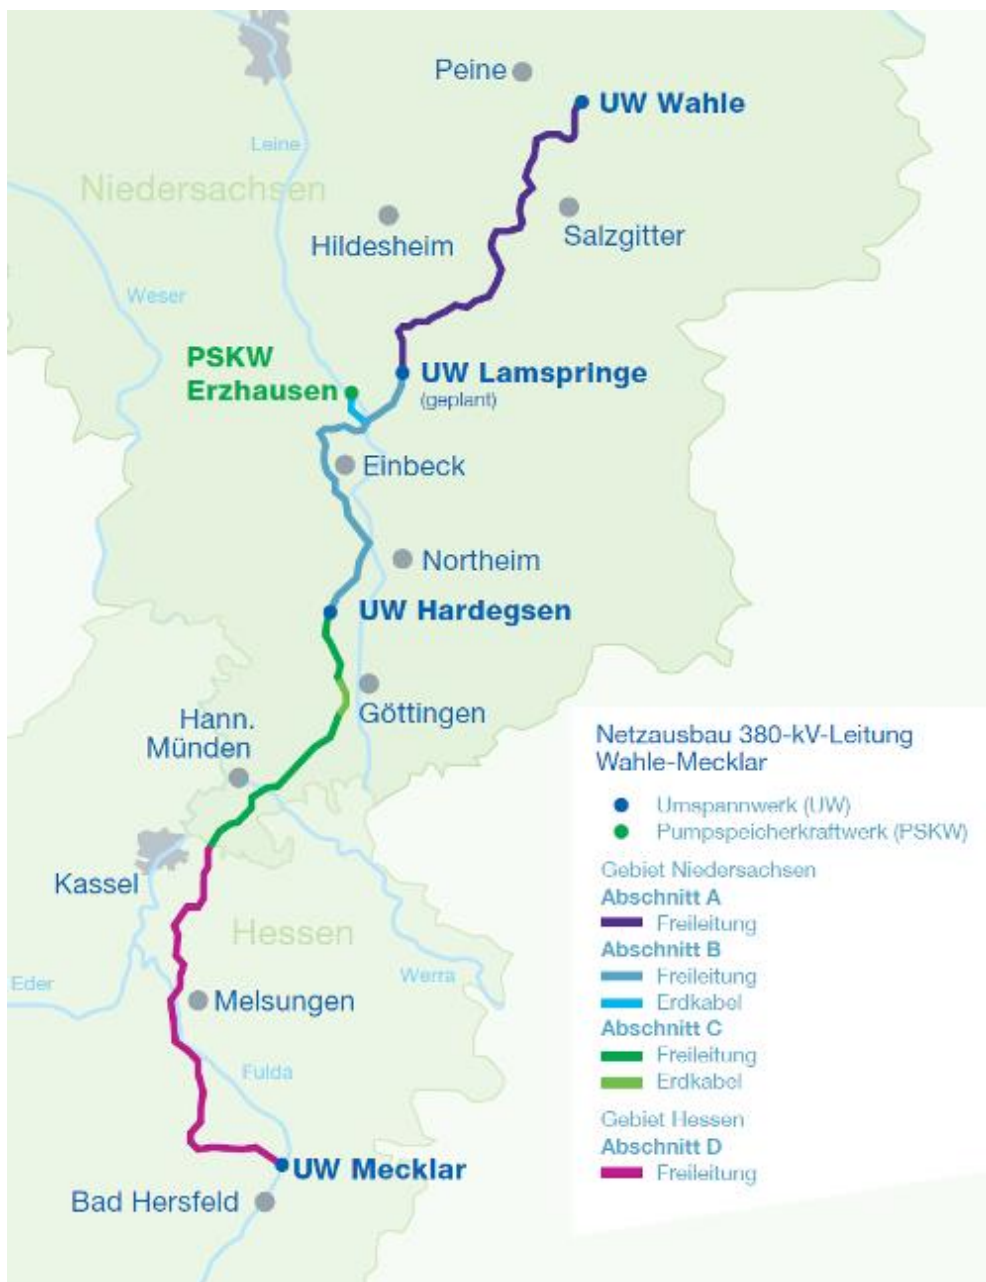 Peine
UW Wahle
Leine
Niedersachsen
Salzgitter
Hildesheim
Weser
PSKW
Erzhausen
UW Lamspringe
(geplant)
Einbeck
Northeim
UW Hardegsen
Göttingen
Hann.
Münden
Kassel
Hessen
Eder
Werra
Melsungen
Fulda
UW Mecklar
Bad Hersfeld
Netzausbau 380-kV-Leitung
Wahle-Mecklar
Umspannwerk (UW)
Pumpspeicherkraftwerk (PSKW)
Gebiet Niedersachsen
Abschnitt A
Freileitung
Abschnitt B
Freileitung
Erdkabel
Abschnitt C
Freileitung
Erdkabel
Gebiet Hessen
Abschnitt D
Freileitung